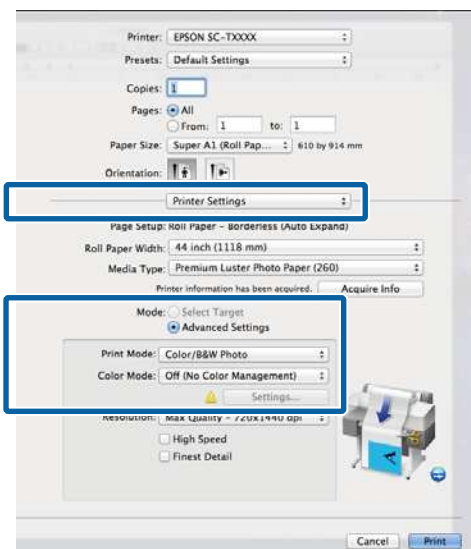 Printer: EPSON SC-TXXXX
Presets: Default Settings
Copies: 1
Pages: All
From: 1 to: 1
Paper Size: Super A1 (Roll Pap... 610 by 914 mm
Orientation:
Printer Settings
Page Setup: Roll Paper - Borderless (Auto Expand)
Roll Paper Width: 44 inch (1118 mm)
Media Type: Premium Luster Photo Paper (260)
Printer information has been acquired. Acquire Info
Mode: Select Target
Advanced Settings
Print Mode: Color/B&W Photo
Color Mode: Off (No Color Management)
Settings...
Resolution: Max Quality - 720x1440 dpi
High Speed
Finest Detail
A
Cancel Print